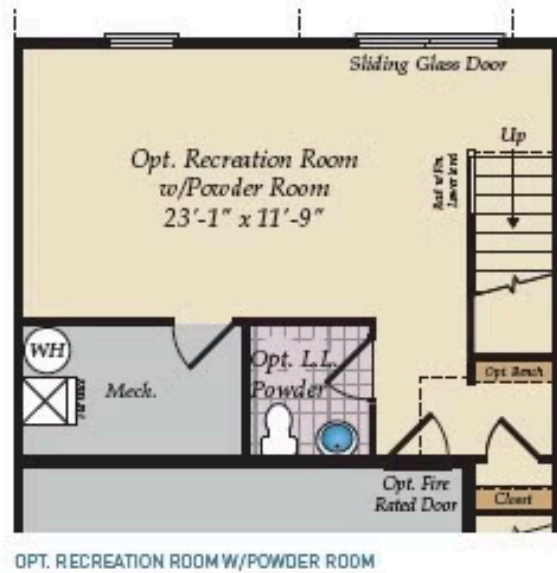 Sliding Glass Door
Opt. Recreation Room
w/Powder Room
23'-1" x 11'-9"
Up
WH
Mech.
Opt. L.L.
Powder
Opt. Bench
Opt. Fire
Rated Door
Closet
OPT. RECREATION ROOM W/POWDER ROOM